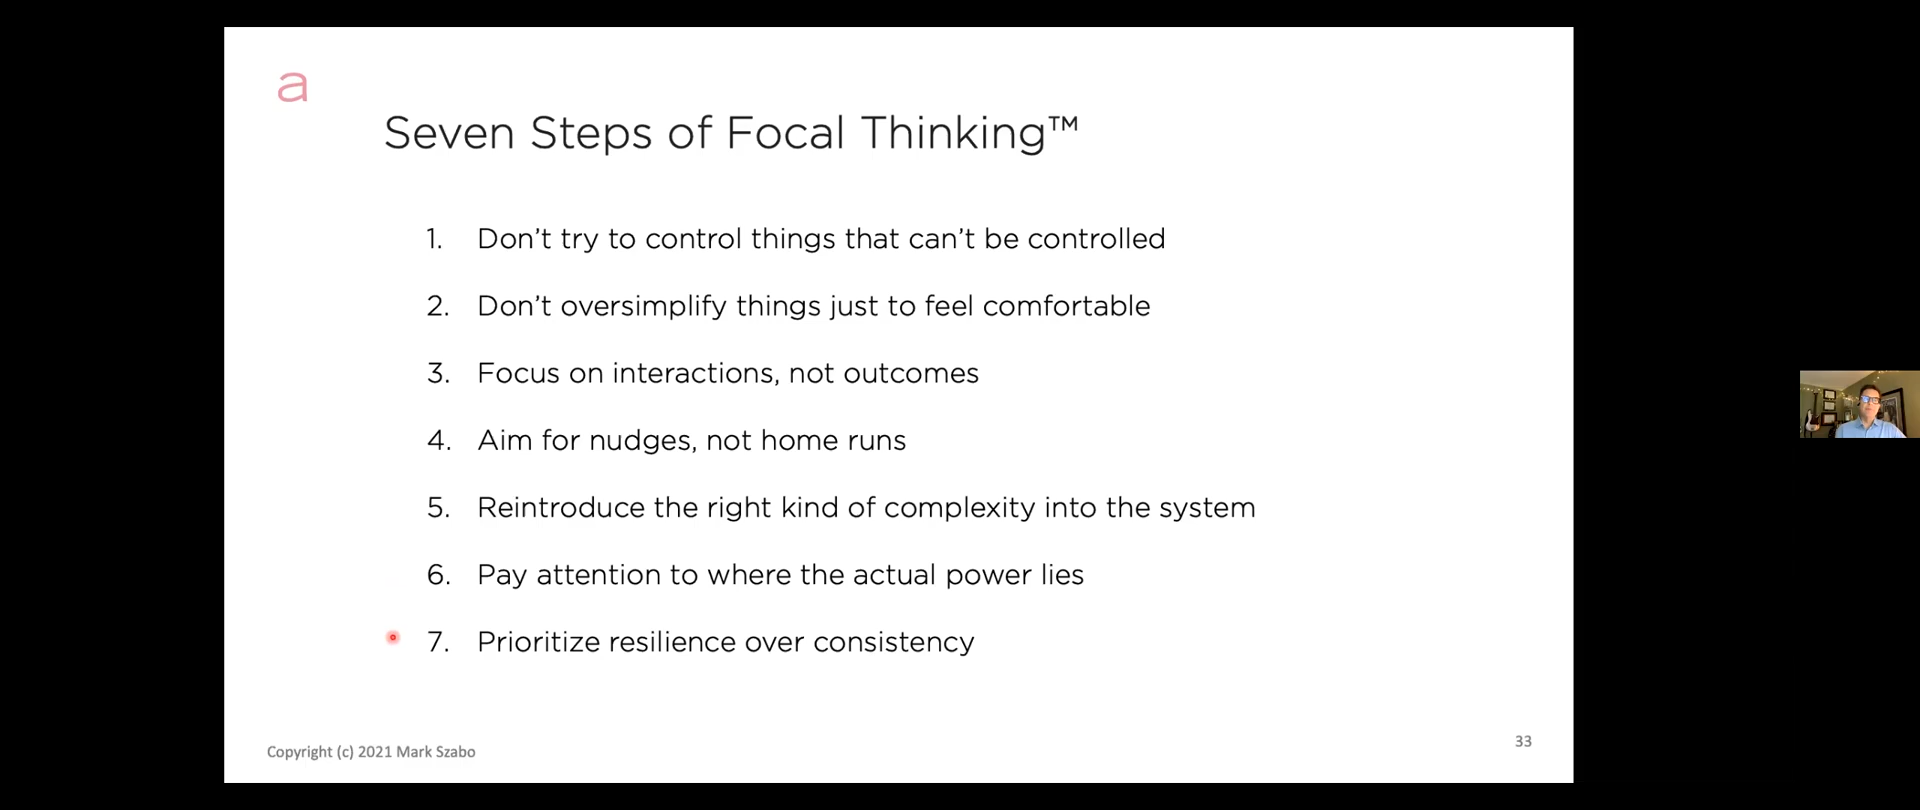 a
Seven Steps of Focal Thinking™
1. Don’t try to control things that can’t be controlled
2. Don’t oversimplify things just to feel comfortable
3. Focus on interactions, not outcomes
4. Aim for nudges, not home runs
5. Reintroduce the right kind of complexity into the system
6. Pay attention to where the actual power lies
7. Prioritize resilience over consistency
Copyright (c) 2021 Mark Szabo
33